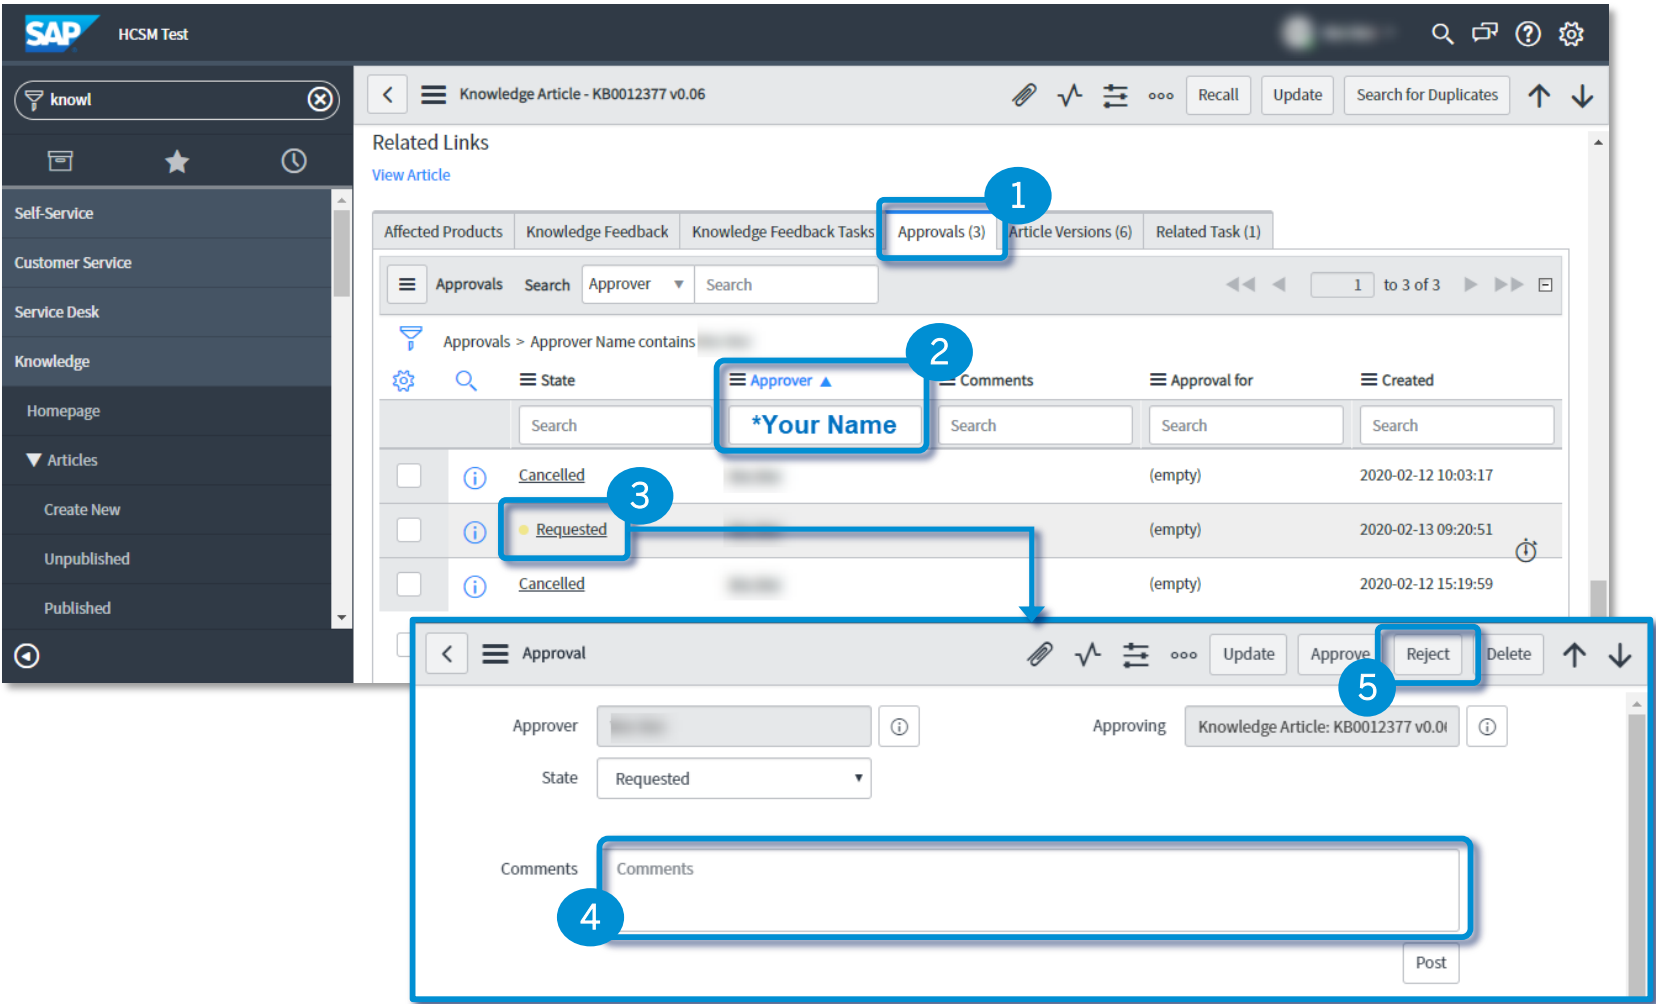 SAP HCSM Test
knowl
Self-Service
Customer Service
Service Desk
Knowledge
Homepage
Articles
Create New
Unpublished
Published
Knowledge Article - KB0012377 v0.06
Recall Update Search for Duplicates
Related Links
View Article
1
Affected Products Knowledge Feedback Knowledge Feedback Tasks Approvals (3) Article Versions (6) Related Task (1)
Approvals Search Approver Search 1 to 3 of 3
Approvals > Approver Name contains
2
State Approver Comments Approval for Created
Search *Your Name Search Search Search
Cancelled (empty) 2020-02-12 10:03:17
3
Requested (empty) 2020-02-13 09:20:51
Cancelled (empty) 2020-02-12 15:19:59
Approval Update Approve Reject Delete
5
Approver Approving Knowledge Article: KB0012377 v0.0
State Requested
Comments Comments
4
Post